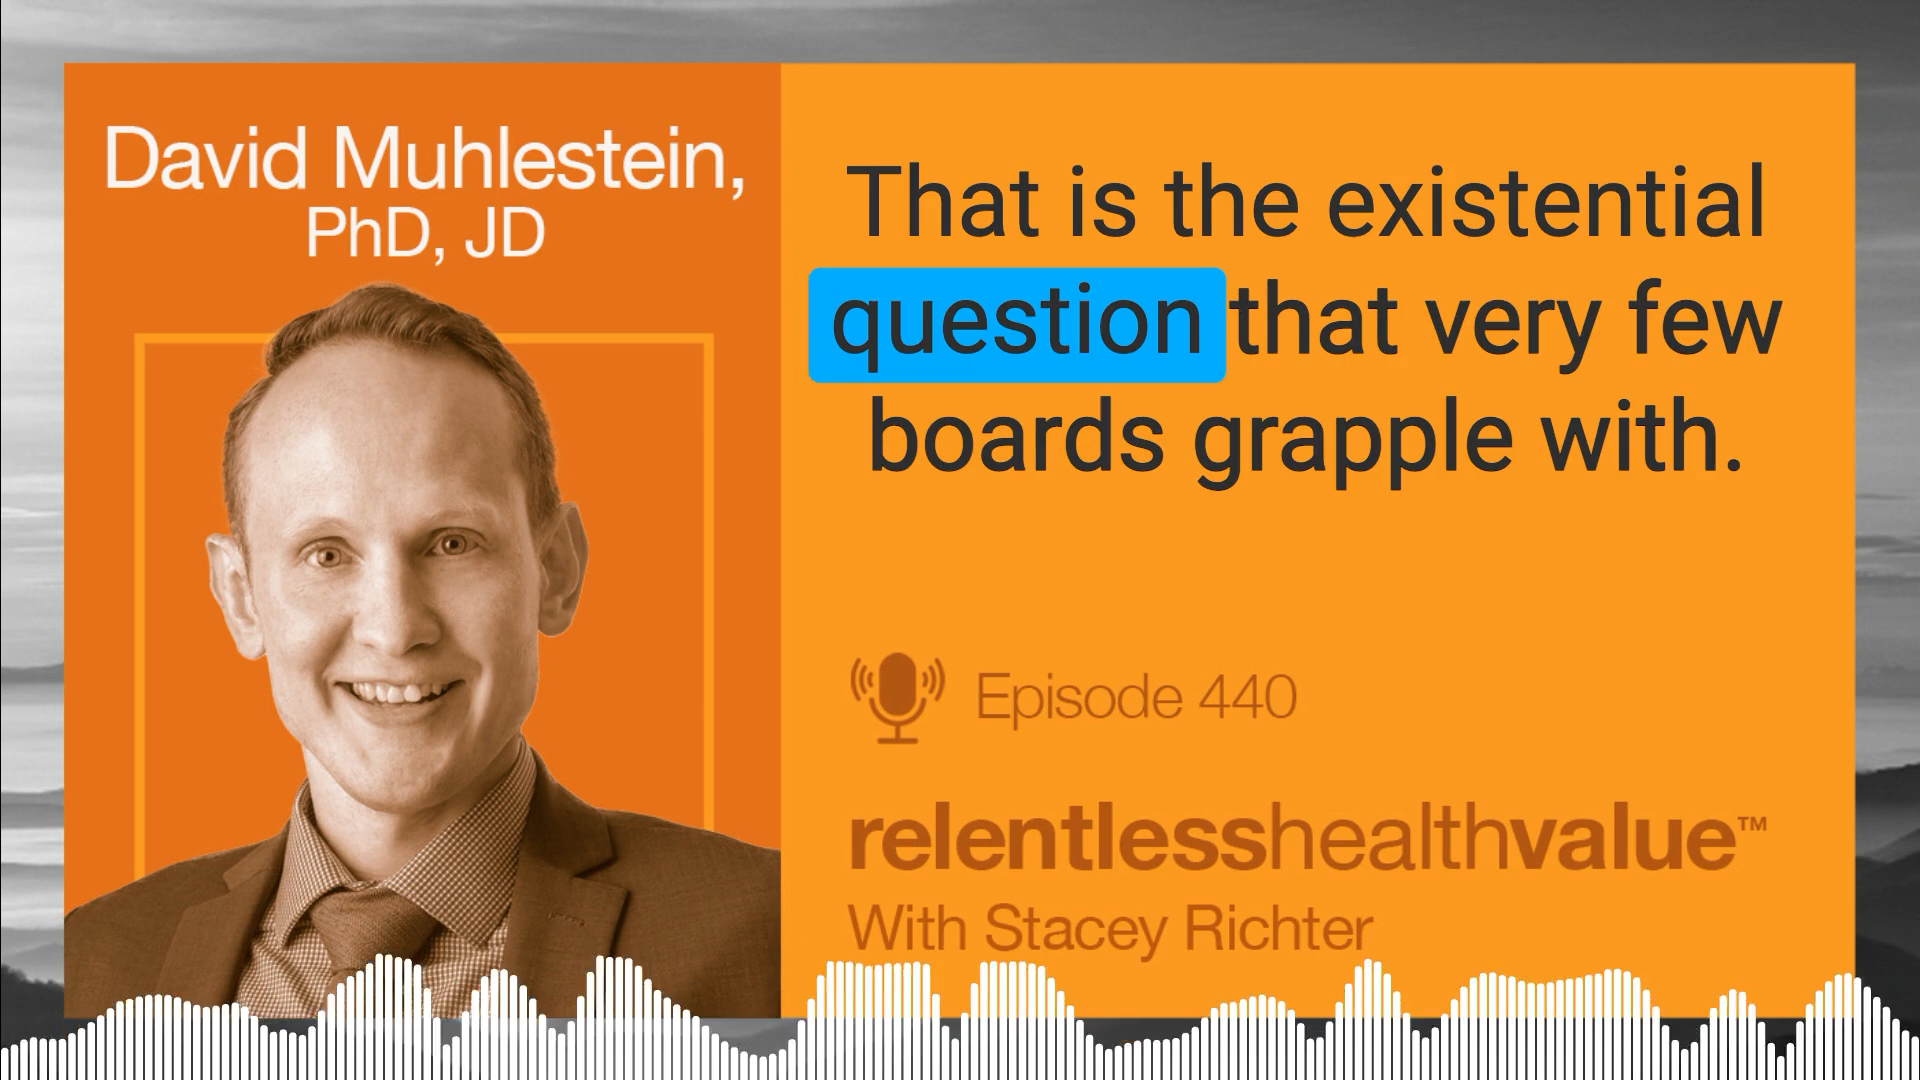 David Muhlestein,
PhD, JD
That is the existential
question that very few
boards grapple with.
Episode 440
relentlesshealthvalue™
With Stacey Richter